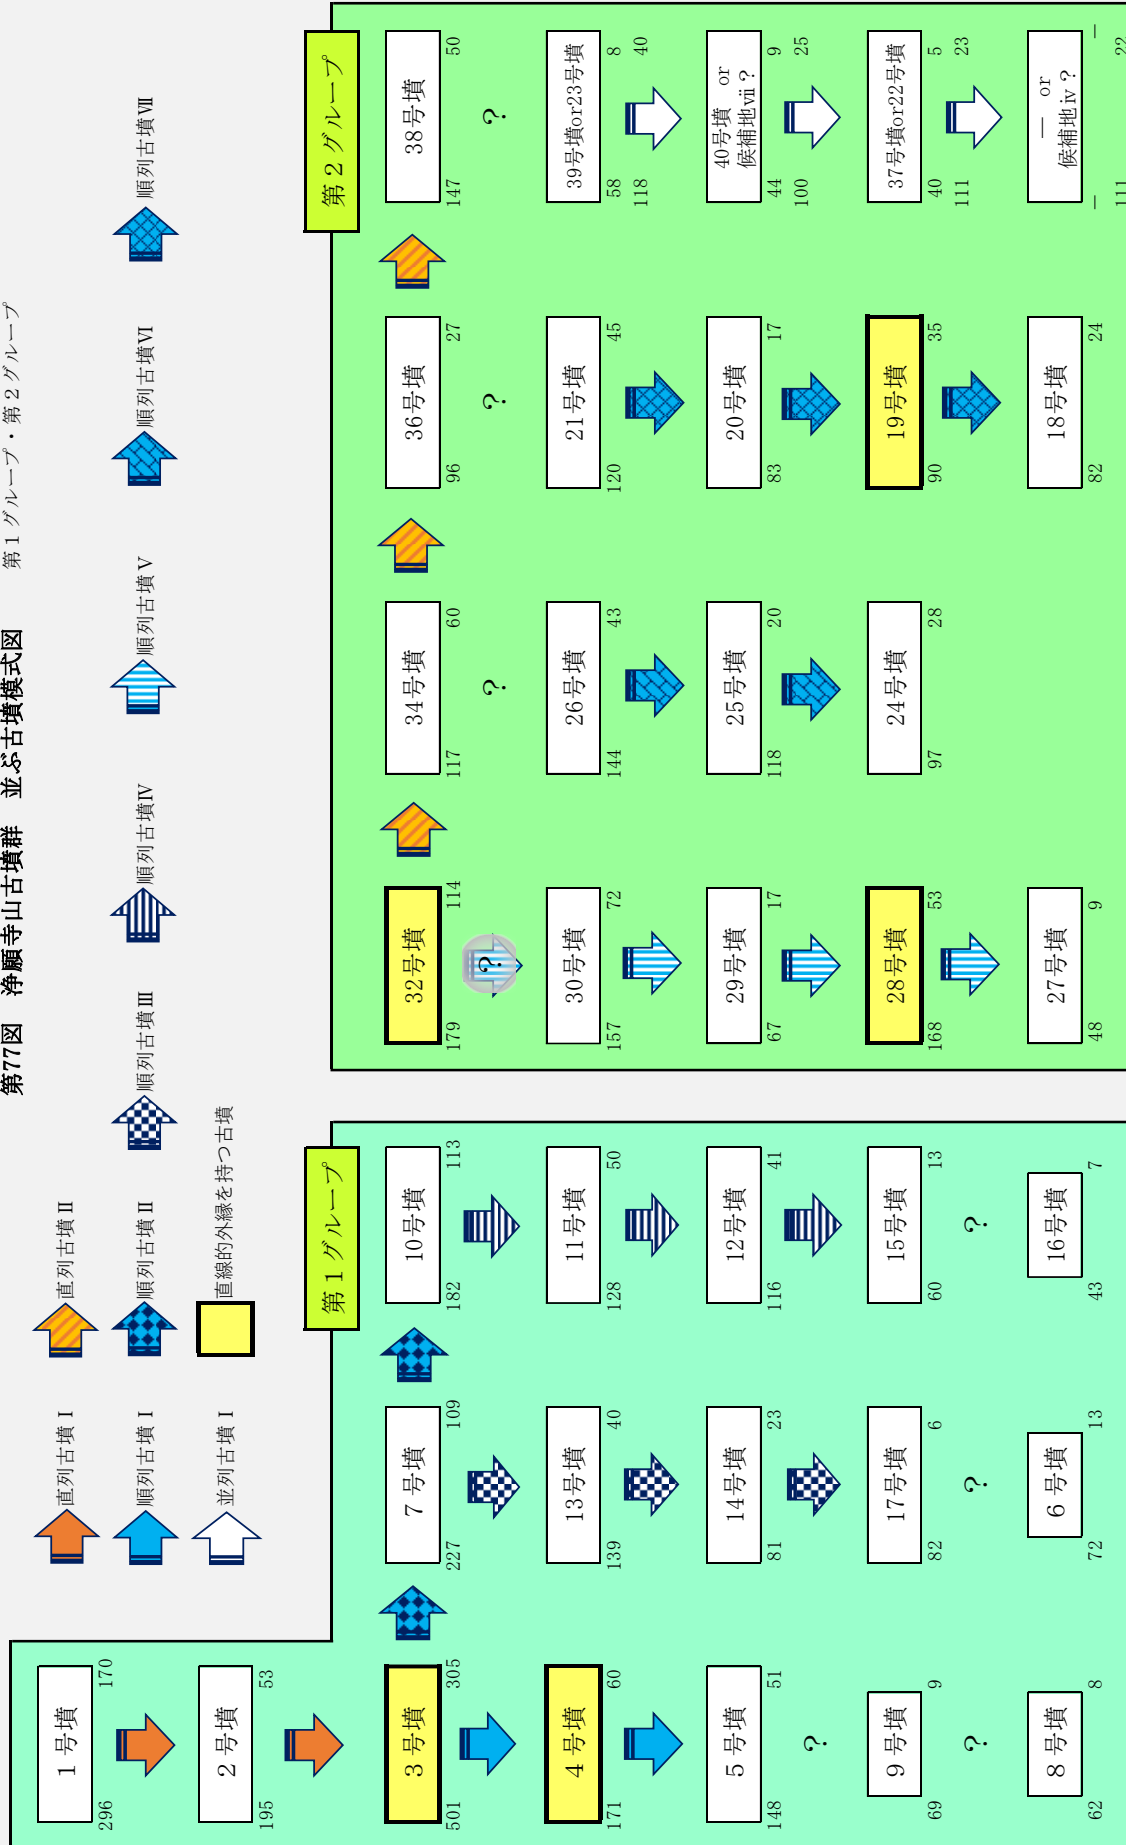 第77図 浄願寺山古墳群 並ぶ古墳模式図 第1グループ・第2グループ
1号墳 直列古墳Ⅰ 直列古墳Ⅱ
296 170
順列古墳Ⅰ 順列古墳Ⅱ 順列古墳Ⅲ 順列古墳Ⅳ 順列古墳Ⅴ 順列古墳Ⅵ 順列古墳Ⅶ
2号墳 並列古墳Ⅰ 直線的外縁を持つ古墳
195 53
第1グループ 第2グループ
3号墳 7号墳 10号墳 32号墳 34号墳 36号墳 38号墳
501 305 227 109 182 113 179 114 117 60 96 27 147 50
? ? ? ?
4号墳 13号墳 11号墳 30号墳 26号墳 21号墳 39号墳or23号墳
171 60 139 40 128 50 157 72 144 43 120 45 58 8
118 40
5号墳 14号墳 12号墳 29号墳 25号墳 20号墳 40号墳 or
候補地ⅶ?
148 51 81 23 116 41 67 17 118 20 83 17 44 9
100 25
?
9号墳 17号墳 15号墳 28号墳 24号墳 19号墳 37号墳or22号墳
69 9 82 6 60 13 168 53 97 28 90 35 40 5
111 23
? ? ?
8号墳 6号墳 16号墳 27号墳 18号墳 ― or
候補地ⅳ?
62 8 72 13 43 7 48 9 82 24 ― ―
111 22